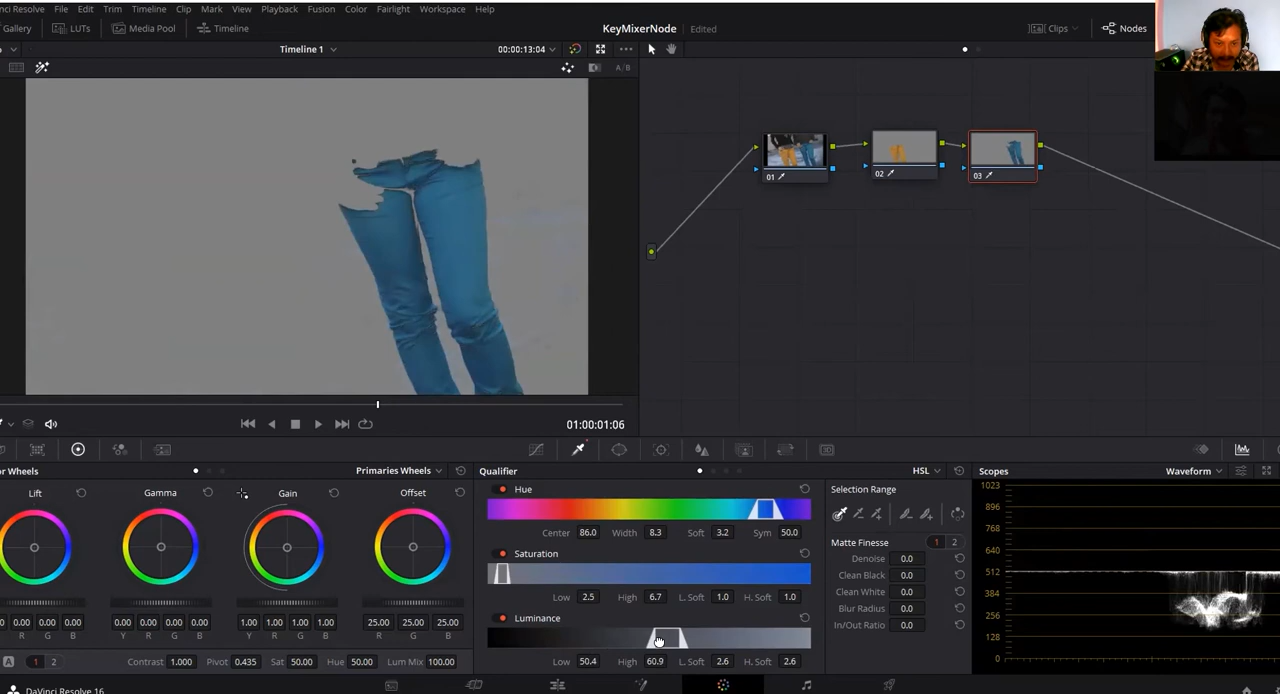 nci Resolve File Edit Trim Timeline Clip Mark View Playback Fusion Color Fairlight Workspace Help
Gallery LUTs Media Pool Timeline KeyMixerNode Edited Clips Nodes
Timeline 1 00:00:13:04
A/B
01
02
03
01:00:01:06
or Wheels Primaries Wheels
Lift Gamma Gain Offset
0.00 0.00 0.00 0.00 0.00 0.00 0.00 1.00 1.00 1.00 1.00 25.00 25.00 25.00
R G B Y R G B Y R G B R G B
A 1 2 Contrast 1.000 Pivot 0.435 Sat 50.00 Hue 50.00 Lum Mix 100.00
Qualifier HSL
Hue
Center 86.0 Width 8.3 Soft 3.2 Sym 50.0
Saturation
Low 2.5 High 6.7 L. Soft 1.0 H. Soft 1.0
Luminance
Low 50.4 High 60.9 L. Soft 2.6 H. Soft 2.6
Selection Range
Matte Finesse 1 2
Denoise 0.0
Clean Black 0.0
Clean White 0.0
Blur Radius 0.0
In/Out Ratio 0.0
Scopes Waveform
1023
896
768
640
512
384
256
128
0
DaVinci Resolve 16